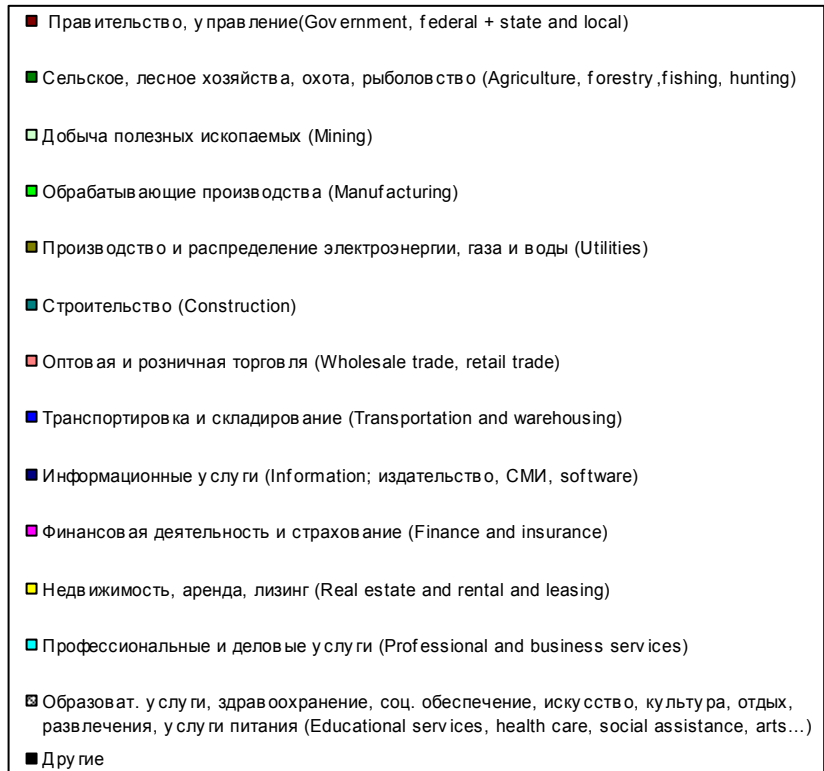 Правительство, управление(Government, federal + state and local)
Сельское, лесное хозяйства, охота, рыболовство (Agriculture, forestry ,fishing, hunting)
Добыча полезных ископаемых (Mining)
Обрабатывающие производства (Manufacturing)
Производство и распределение электроэнергии, газа и воды (Utilities)
Строительство (Construction)
Оптовая и розничная торговля (Wholesale trade, retail trade)
Транспортировка и складирование (Transportation and warehousing)
Информационные услуги (Information; издательство, СМИ, software)
Финансовая деятельность и страхование (Finance and insurance)
Недвижимость, аренда, лизинг (Real estate and rental and leasing)
Профессиональные и деловые услуги (Professional and business services)
Образоват. услуги, здравоохранение, соц. обеспечение, искусство, культура, отдых,
развлечения, услуги питания (Educational services, health care, social assistance, arts…)
Другие